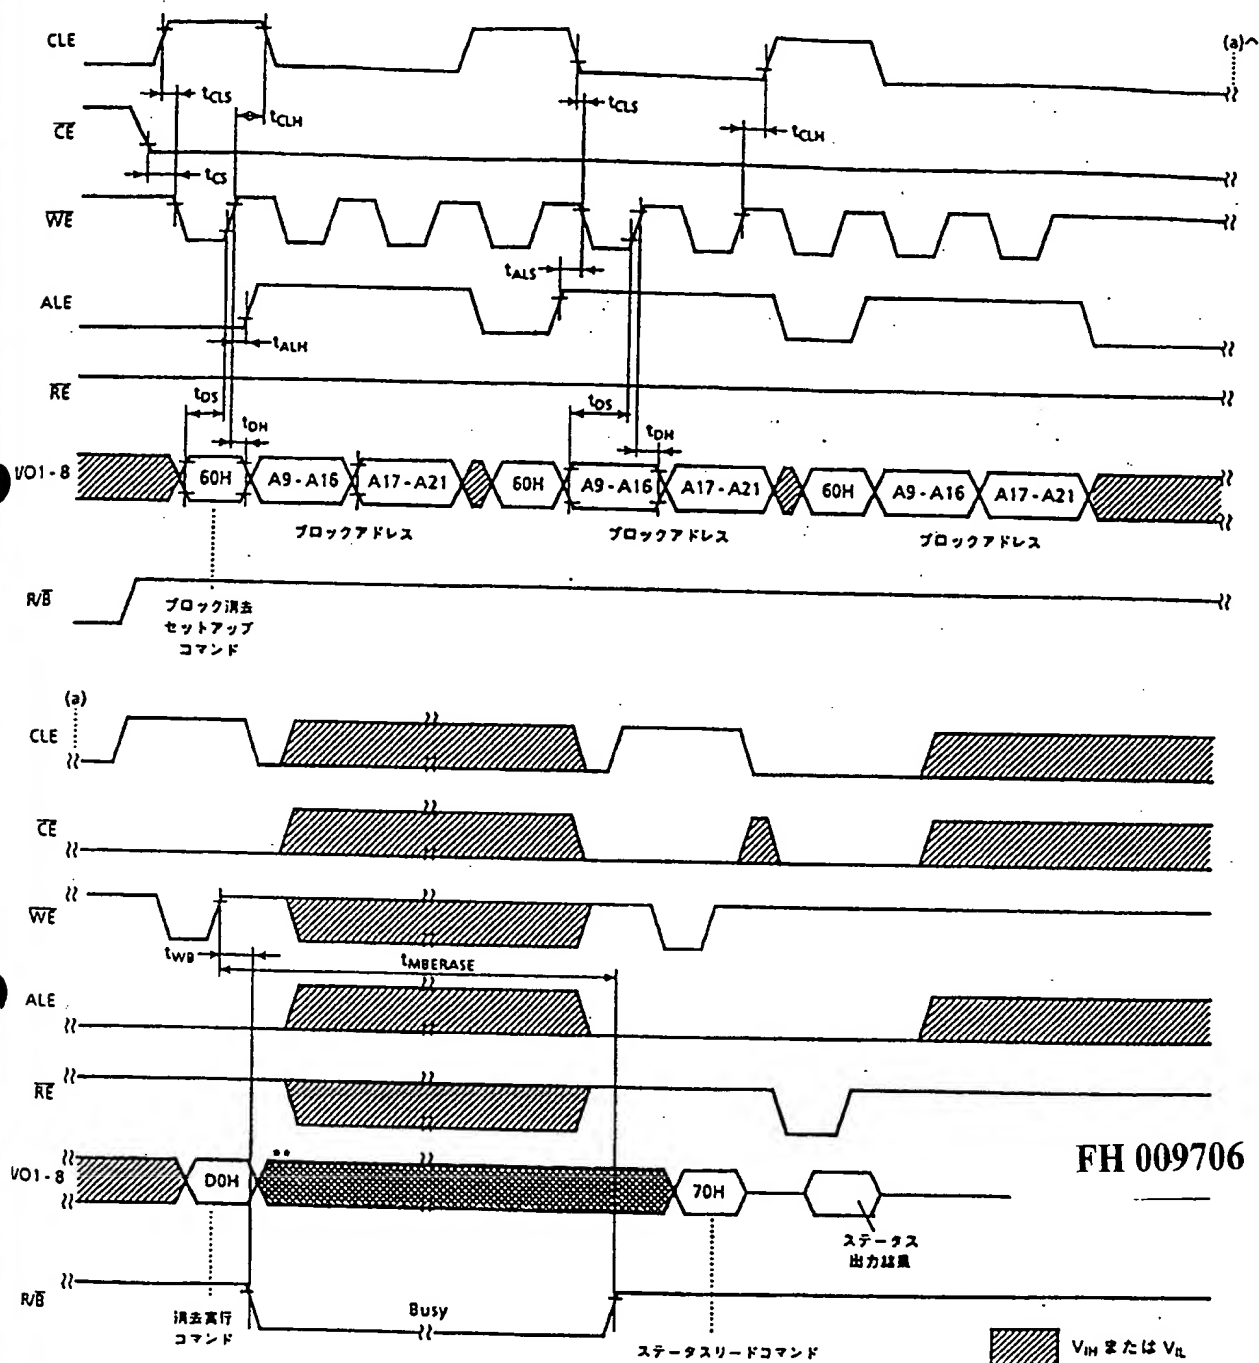 CLE
(a)へ
tCLS
tCLH
tCLS
tCLH
CE
tCS
WE
tALS
ALE
tALH
RE
tDS
tDH
tDS
tDH
I/O1 - 8
60H
A9 - A16
A17 - A21
60H
A9 - A16
A17 - A21
60H
A9 - A16
A17 - A21
ブロックアドレス
ブロックアドレス
ブロックアドレス
R/B
ブロック消去
セットアップ
コマンド
(a)
CLE
CE
WE
tWB
tMBERASE
ALE
RE
FH 009706
I/O1 - 8
D0H
**
70H
ステータス
出力
R/B
Busy
消去実行
コマンド
ステータスリードコマンド
VIH または VIL